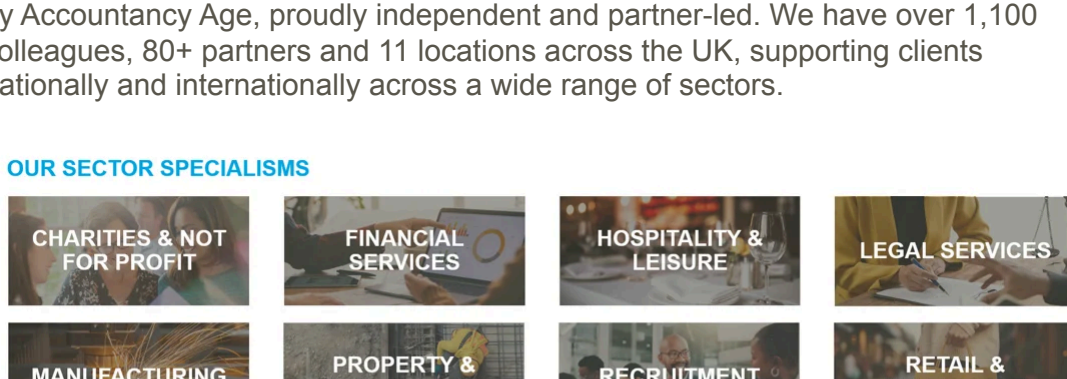 y Accountancy Age, proudly independent and partner-led. We have over 1,100
olleagues, 80+ partners and 11 locations across the UK, supporting clients
ationally and internationally across a wide range of sectors.
OUR SECTOR SPECIALISMS
CHARITIES & NOT
FOR PROFIT
FINANCIAL
SERVICES
HOSPITALITY &
LEISURE
LEGAL SERVICES
MANUFACTURING
PROPERTY &
RECRUITMENT
RETAIL &